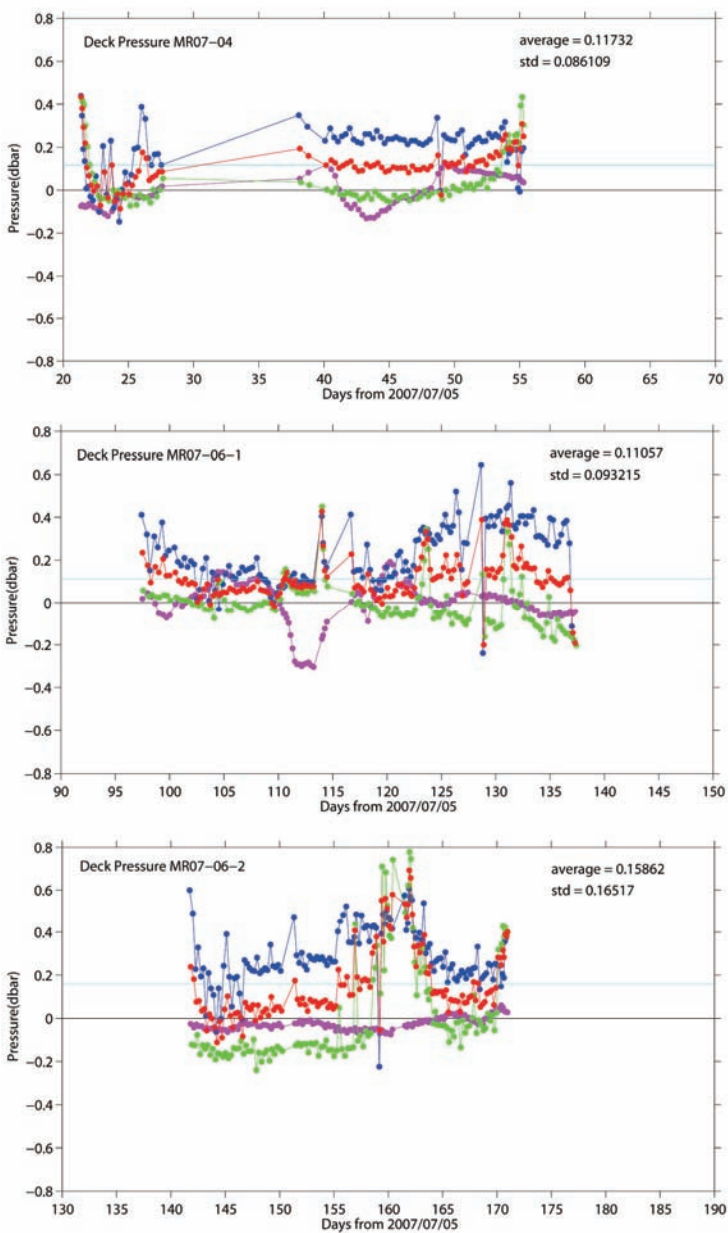 0.8
Deck Pressure MR07−04
average = 0.11732
std = 0.086109
0.6
0.4
0.2
0
−0.2
−0.4
−0.6
−0.8
Pressure(dbar)
20 25 30 35 40 45 50 55 60 65 70
Days from 2007/07/05
0.8
Deck Pressure MR07−06−1
average = 0.11057
std = 0.093215
0.6
0.4
0.2
0
−0.2
−0.4
−0.6
−0.8
Pressure(dbar)
90 95 100 105 110 115 120 125 130 135 140 145 150
Days from 2007/07/05
0.8
Deck Pressure MR07−06−2
average = 0.15862
std = 0.16517
0.6
0.4
0.2
0
−0.2
−0.4
−0.6
−0.8
Pressure(dbar)
130 135 140 145 150 155 160 165 170 175 180 185 190
Days from 2007/07/05